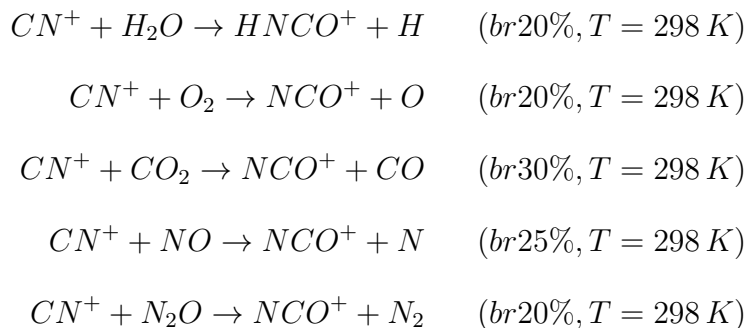 CN⁺ + H₂O → HNCO⁺ + H (br20%, T = 298 K)
CN⁺ + O₂ → NCO⁺ + O (br20%, T = 298 K)
CN⁺ + CO₂ → NCO⁺ + CO (br30%, T = 298 K)
CN⁺ + NO → NCO⁺ + N (br25%, T = 298 K)
CN⁺ + N₂O → NCO⁺ + N₂ (br20%, T = 298 K)